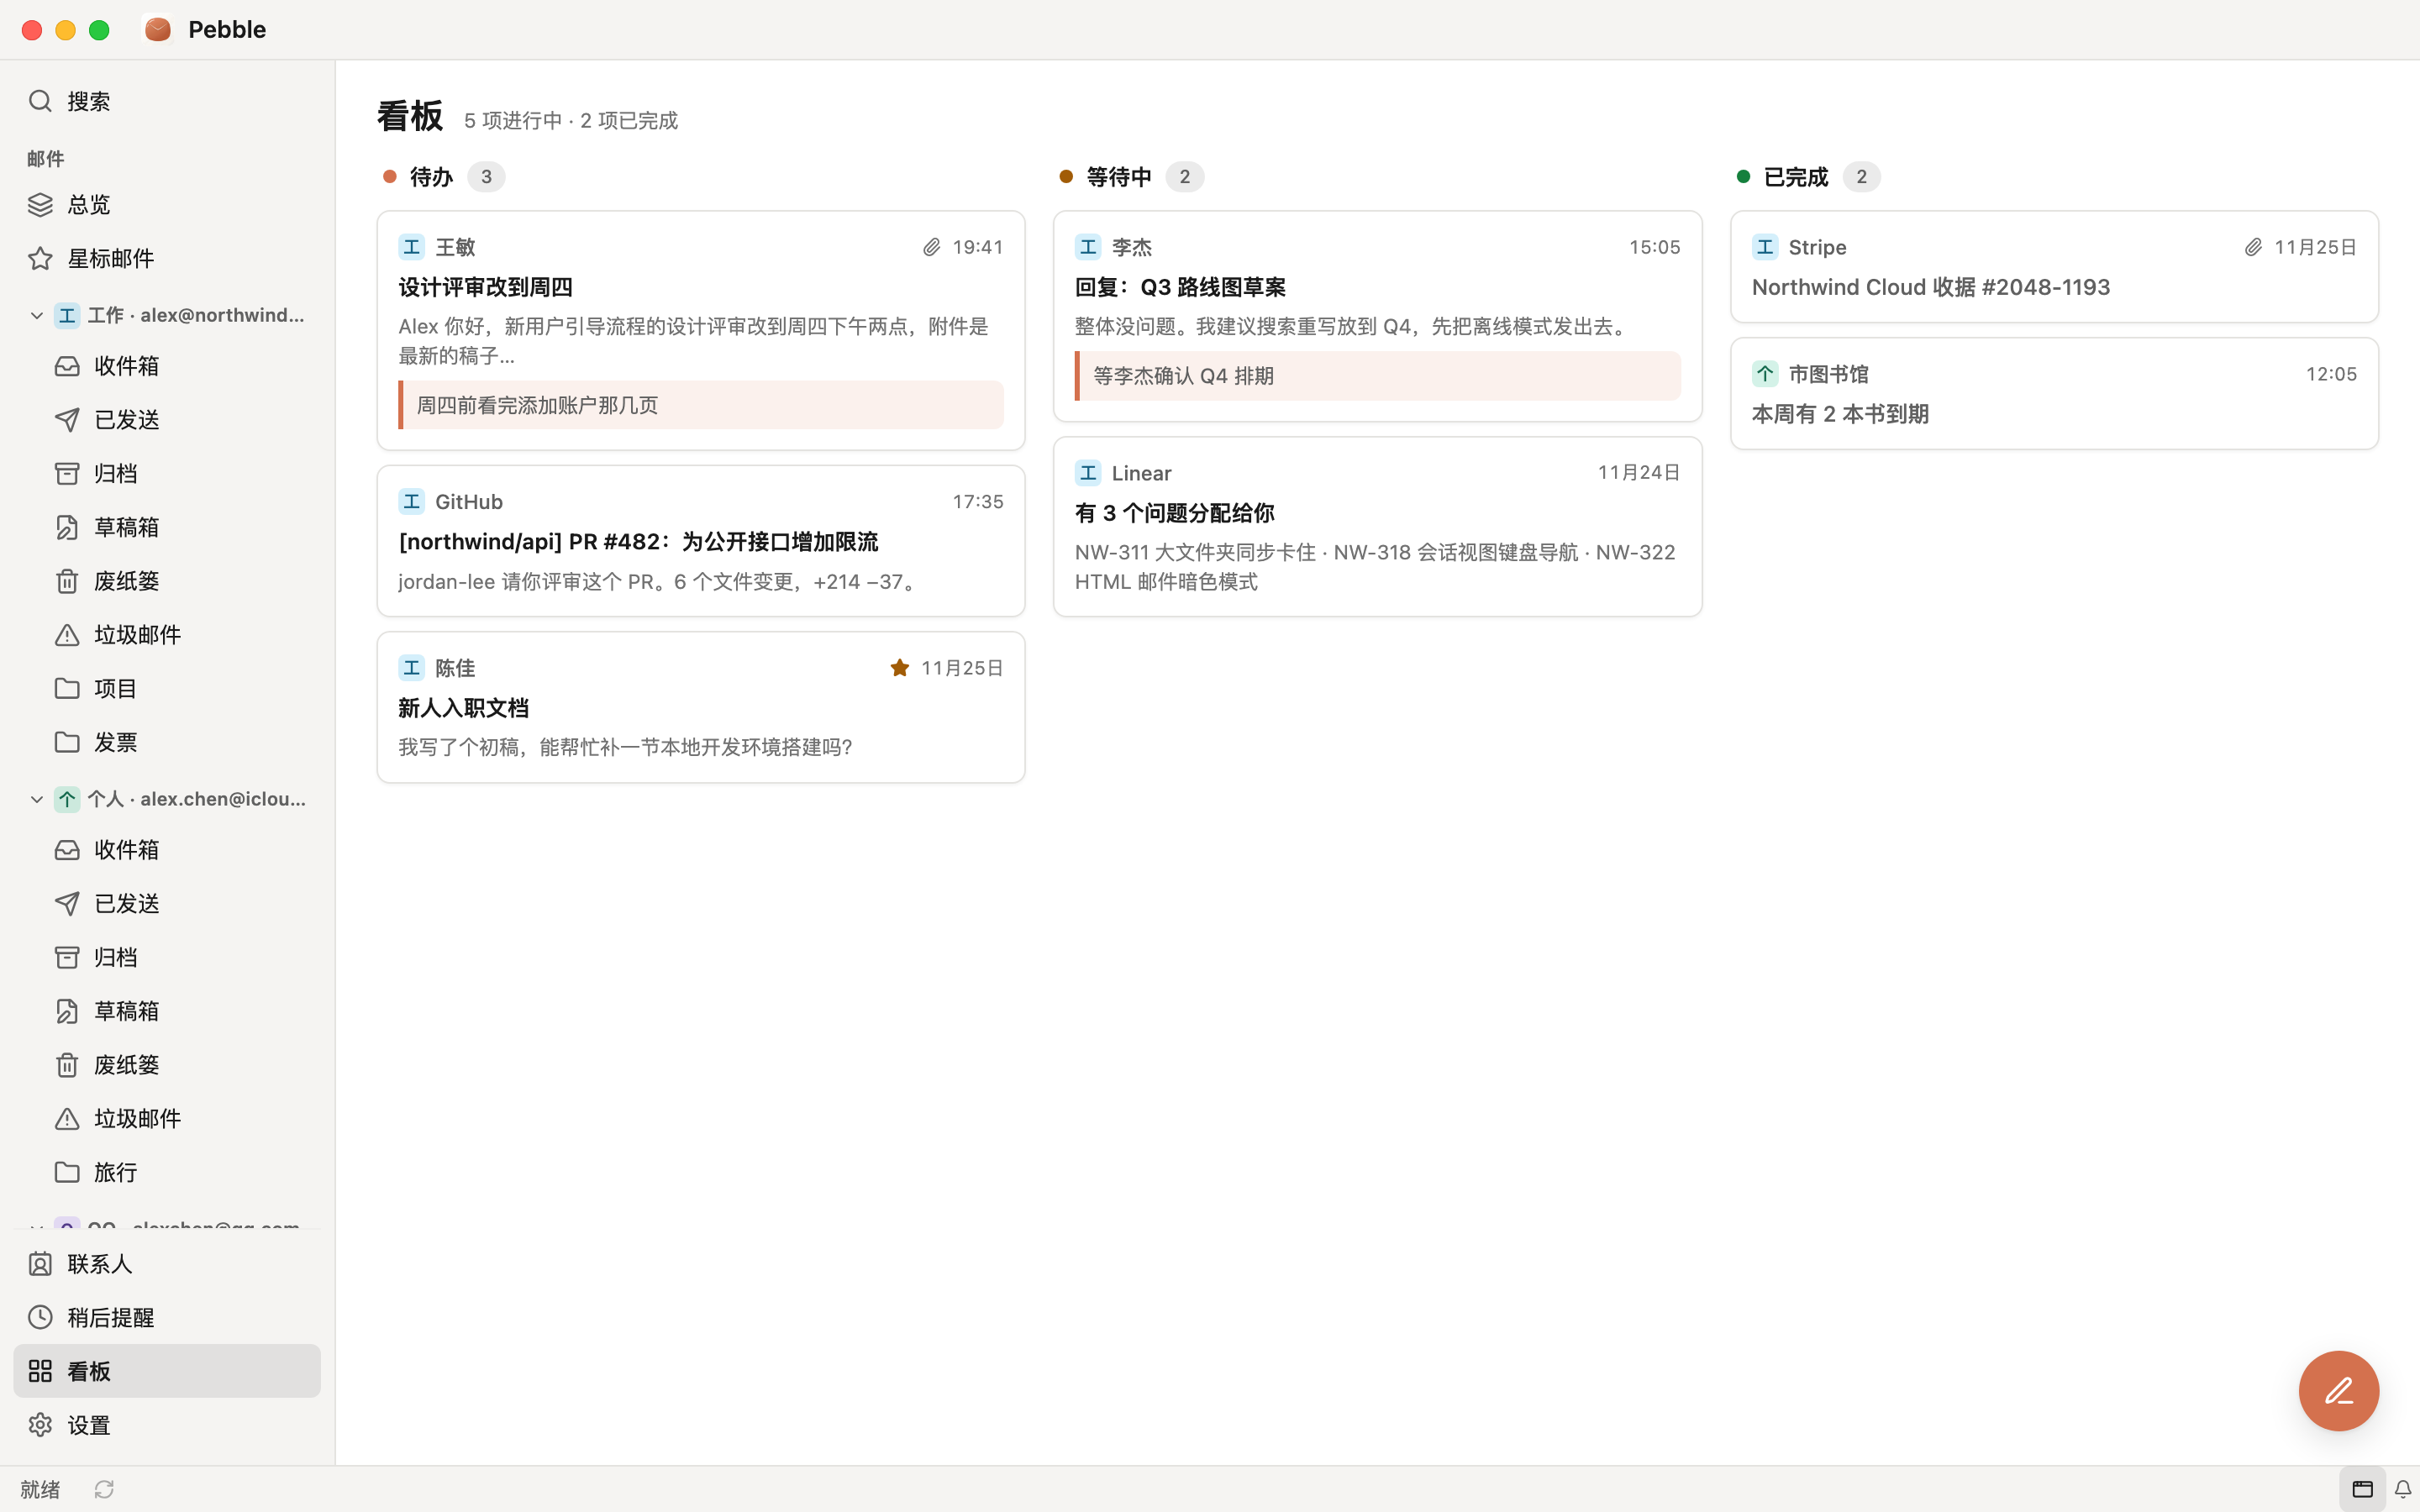 Pebble
搜索
邮件
总览
星标邮件
工 工作 · alex@northwind...
收件箱
已发送
归档
草稿箱
废纸篓
垃圾邮件
项目
发票
个 个人 · alex.chen@iclou...
收件箱
已发送
归档
草稿箱
废纸篓
垃圾邮件
旅行
Q QQ · alexchen@qq.com
联系人
稍后提醒
看板
设置
就绪
看板 5 项进行中 · 2 项已完成
待办 3
工 王敏 19:41
设计评审改到周四
Alex 你好，新用户引导流程的设计评审改到周四下午两点，附件是
最新的稿子...
周四前看完添加账户那几页
工 GitHub 17:35
[northwind/api] PR #482：为公开接口增加限流
jordan-lee 请你评审这个 PR。6 个文件变更，+214 −37。
工 陈佳 11月25日
新人入职文档
我写了个初稿，能帮忙补一节本地开发环境搭建吗？
等待中 2
工 李杰 15:05
回复：Q3 路线图草案
整体没问题。我建议搜索重写放到 Q4，先把离线模式发出去。
等李杰确认 Q4 排期
工 Linear 11月24日
有 3 个问题分配给你
NW-311 大文件夹同步卡住 · NW-318 会话视图键盘导航 · NW-322
HTML 邮件暗色模式
已完成 2
工 Stripe 11月25日
Northwind Cloud 收据 #2048-1193
个 市图书馆 12:05
本周有 2 本书到期